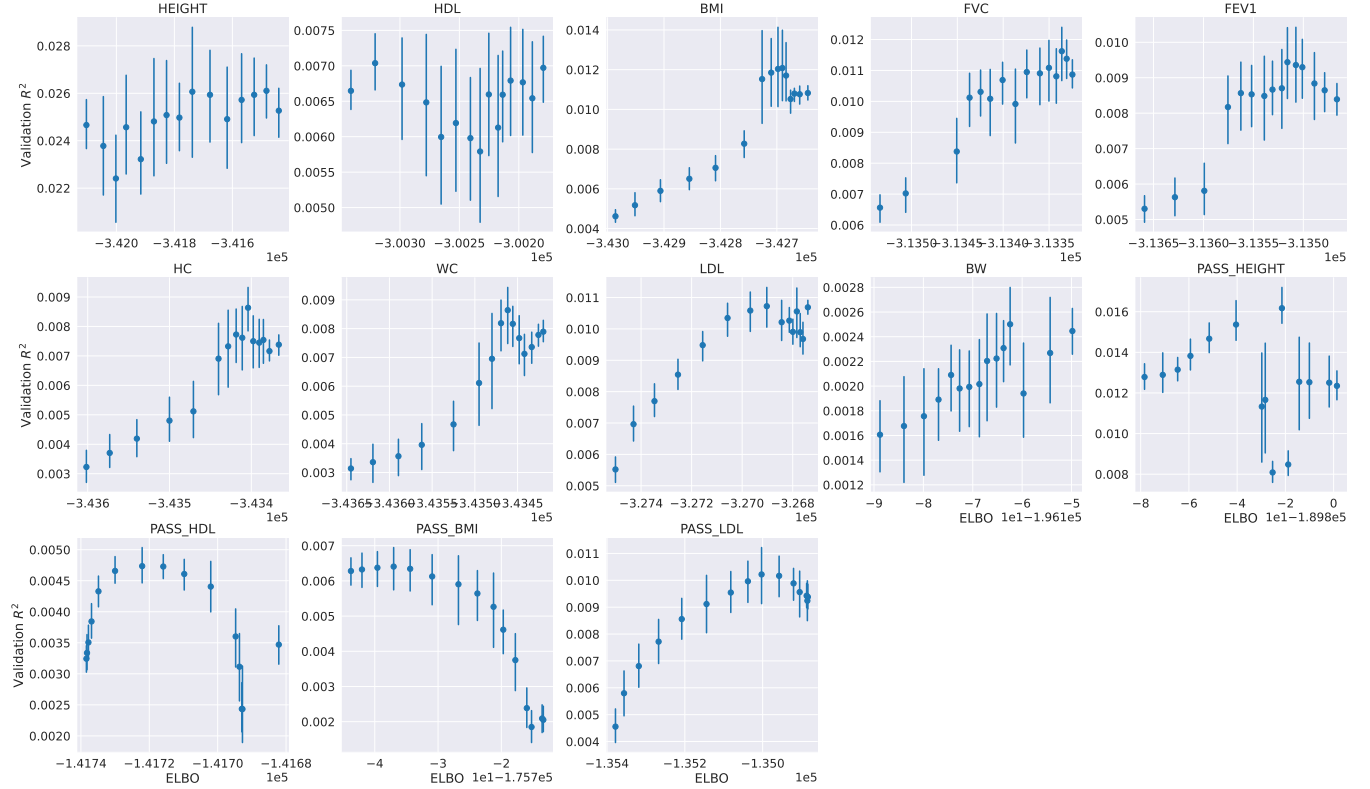 HEIGHT
0.028
0.026
0.024
0.022
Validation R²
−3.420 −3.418 −3.416
1e5
HDL
0.0075
0.0070
0.0065
0.0060
0.0055
0.0050
−3.0030 −3.0025 −3.0020
1e5
BMI
0.014
0.012
0.010
0.008
0.006
0.004
−3.430 −3.429 −3.428 −3.427
1e5
FVC
0.012
0.011
0.010
0.009
0.008
0.007
0.006
−3.1350 −3.1345 −3.1340 −3.1335
1e5
FEV1
0.010
0.009
0.008
0.007
0.006
0.005
−3.1365 −3.1360 −3.1355 −3.1350
1e5
HC
0.009
0.008
0.007
0.006
0.005
0.004
0.003
−3.436 −3.435 −3.434
1e5
WC
0.009
0.008
0.007
0.006
0.005
0.004
0.003
−3.4365 −3.4360 −3.4355 −3.4350 −3.4345
1e5
LDL
0.011
0.010
0.009
0.008
0.007
0.006
0.005
−3.274 −3.272 −3.270 −3.268
1e5
BW
0.0028
0.0026
0.0024
0.0022
0.0020
0.0018
0.0016
0.0014
0.0012
−9 −8 −7 −6 −5
ELBO 1e1−1.961e5
PASS_HEIGHT
0.016
0.014
0.012
0.010
0.008
−8 −6 −4 −2 0
ELBO 1e1−1.898e5
PASS_HDL
0.0050
0.0045
0.0040
0.0035
0.0030
0.0025
0.0020
Validation R²
−1.4174 −1.4172 −1.4170 −1.4168
ELBO 1e5
PASS_BMI
0.007
0.006
0.005
0.004
0.003
0.002
−4 −3 −2
ELBO 1e1−1.757e5
PASS_LDL
0.011
0.010
0.009
0.008
0.007
0.006
0.005
0.004
−1.354 −1.352 −1.350
ELBO 1e5